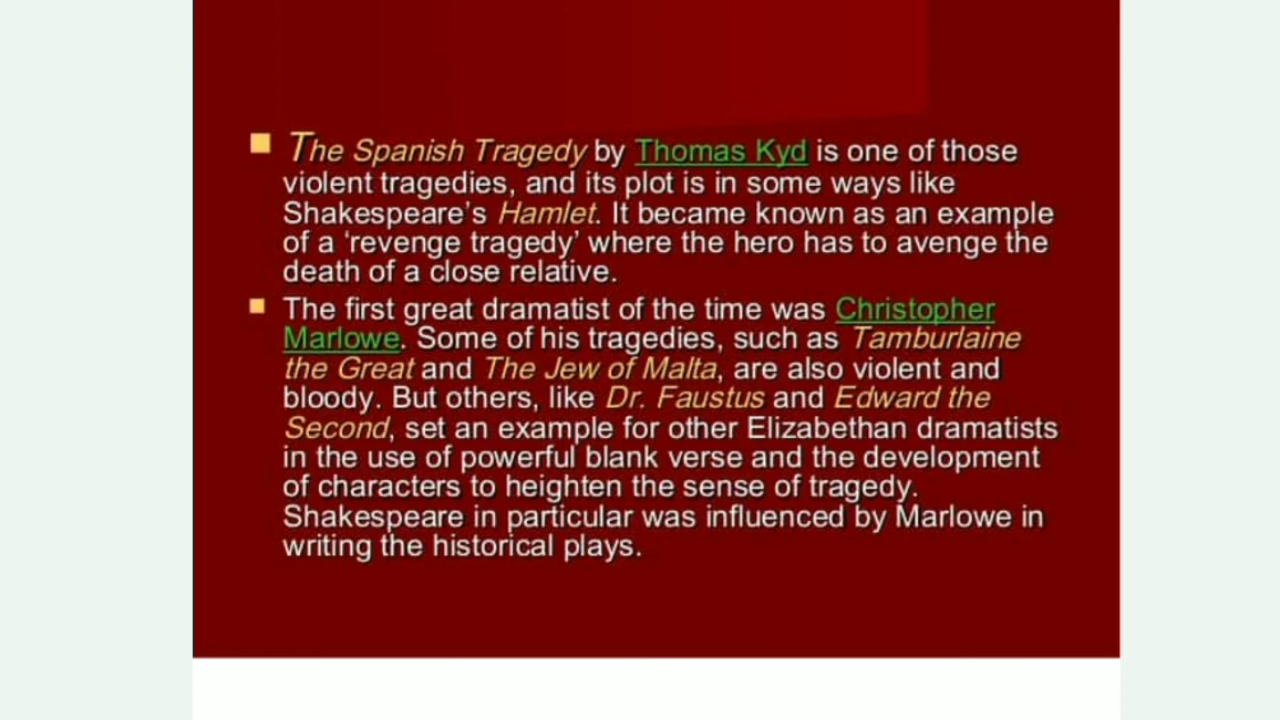 The Spanish Tragedy by Thomas Kyd is one of those
violent tragedies, and its plot is in some ways like
Shakespeare's Hamlet. It became known as an example
of a ‘revenge tragedy’ where the hero has to avenge the
death of a close relative.
The first great dramatist of the time was Christopher
Marlowe. Some of his tragedies, such as Tamburlaine
the Great and The Jew of Malta, are also violent and
bloody. But others, like Dr. Faustus and Edward the
Second, set an example for other Elizabethan dramatists
in the use of powerful blank verse and the development
of characters to heighten the sense of tragedy.
Shakespeare in particular was influenced by Marlowe in
writing the historical plays.